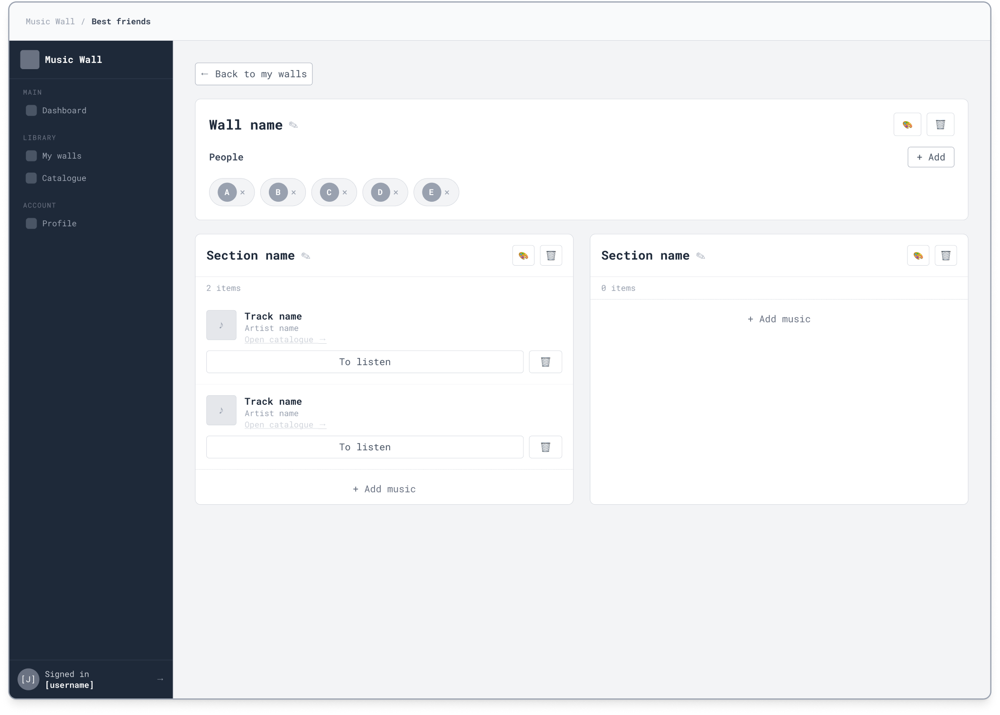 Music Wall / Best friends
Music Wall
MAIN
Dashboard
LIBRARY
My walls
Catalogue
ACCOUNT
Profile
[J] Signed in →
[username]
← Back to my walls
Wall name ✎
People
+ Add
A × B × C × D × E ×
Section name ✎
2 items
♪
Track name
Artist name
Open catalogue →
To listen
♪
Track name
Artist name
Open catalogue →
To listen
+ Add music
Section name ✎
0 items
+ Add music